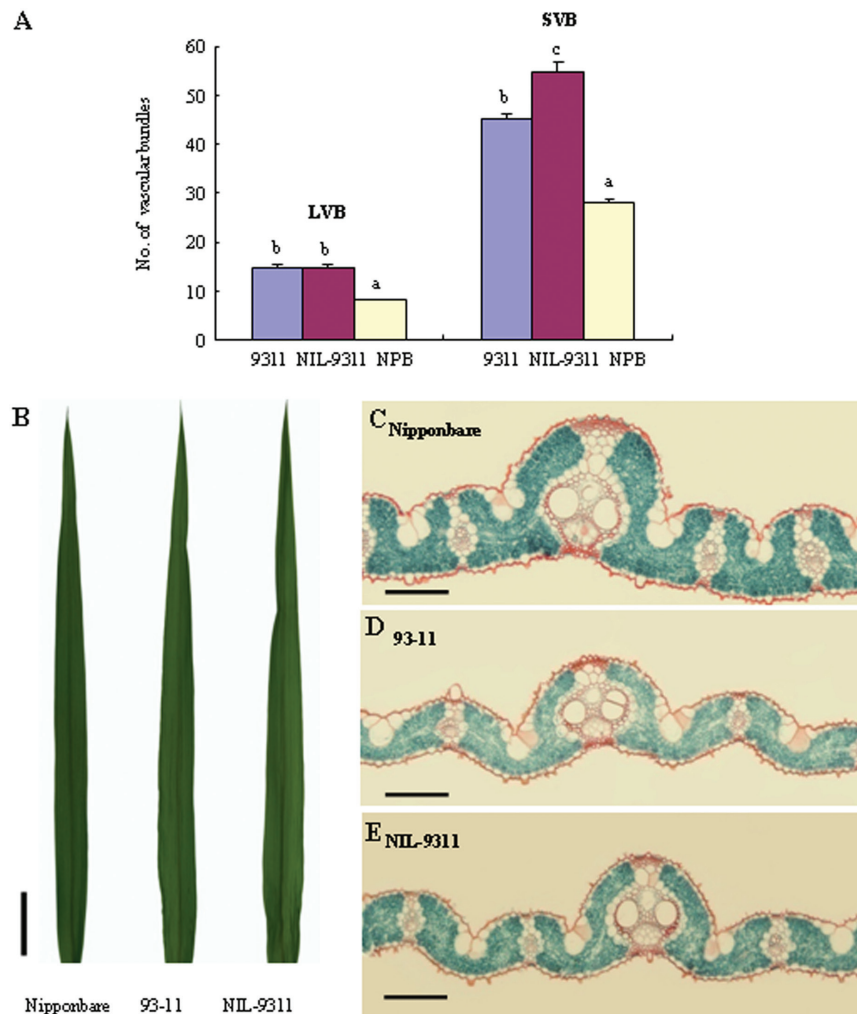 A
No. of vascular bundles
60
50
40
30
20
10
0
LVB
SVB
b
b
a
b
c
a
9311 NIL-9311 NPB
9311 NIL-9311 NPB
B
Nipponbare 93-11 NIL-9311
C Nipponbare
D 93-11
E NIL-9311